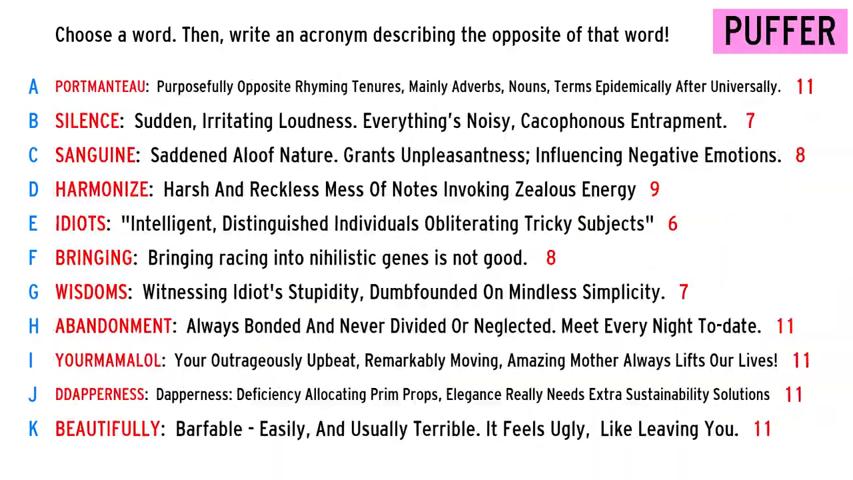 Choose a word. Then, write an acronym describing the opposite of that word!
PUFFER
A PORTMANTEAU: Purposefully Opposite Rhyming Tenures, Mainly Adverbs, Nouns, Terms Epidemically After Universally. 11
B SILENCE: Sudden, Irritating Loudness. Everything's Noisy, Cacophonous Entrapment. 7
C SANGUINE: Saddened Aloof Nature. Grants Unpleasantness; Influencing Negative Emotions. 8
D HARMONIZE: Harsh And Reckless Mess Of Notes Invoking Zealous Energy 9
E IDIOTS: "Intelligent, Distinguished Individuals Obliterating Tricky Subjects" 6
F BRINGING: Bringing racing into nihilistic genes is not good. 8
G WISDOMS: Witnessing Idiot's Stupidity, Dumbfounded On Mindless Simplicity. 7
H ABANDONMENT: Always Bonded And Never Divided Or Neglected. Meet Every Night To-date. 11
I YOURMAMALOL: Your Outrageously Upbeat, Remarkably Moving, Amazing Mother Always Lifts Our Lives! 11
J DDAPPERNESS: Dapperness: Deficiency Allocating Prim Props, Elegance Really Needs Extra Sustainability Solutions 11
K BEAUTIFULLY: Barfable - Easily, And Usually Terrible. It Feels Ugly, Like Leaving You. 11